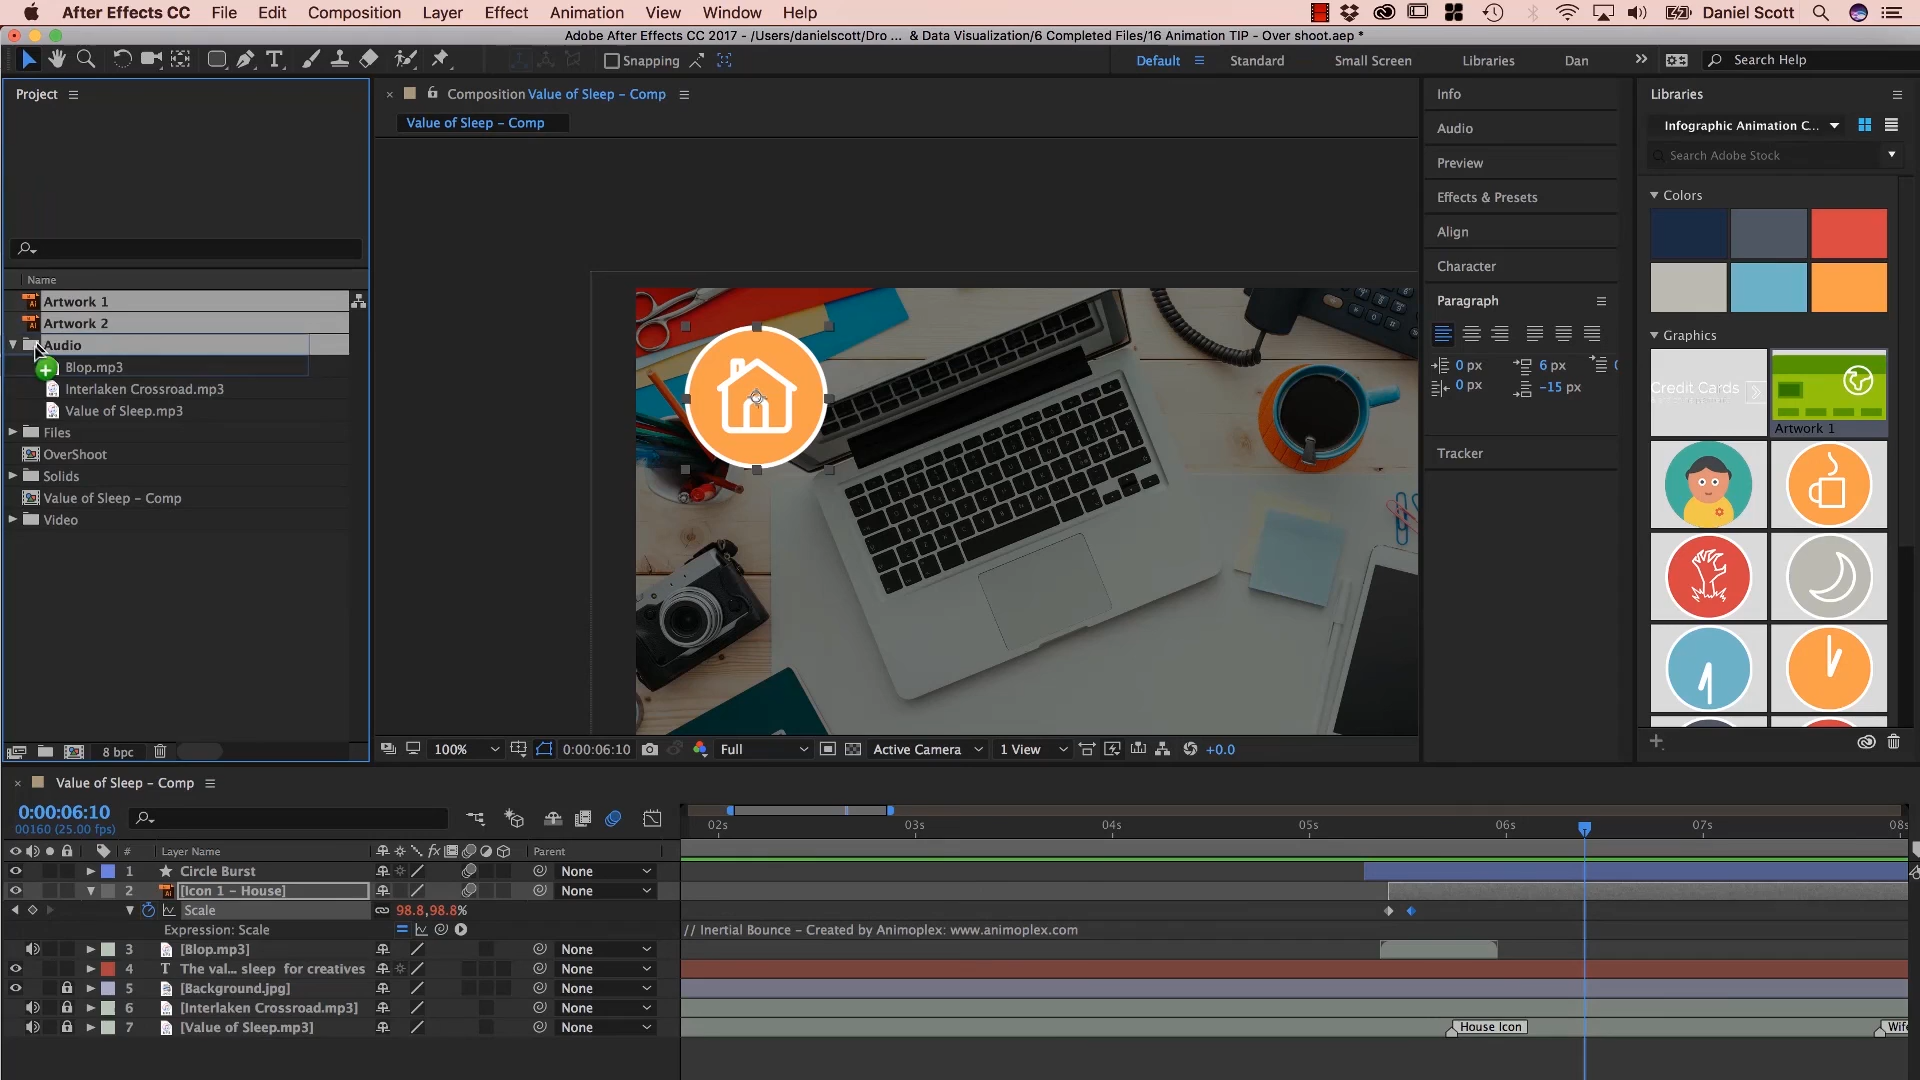 After Effects CC File Edit Composition Layer Effect Animation View Window Help Daniel Scott
Adobe After Effects CC 2017 - /Users/danielscott/Dro ... & Data Visualization/6 Completed Files/16 Animation TIP - Over shoot.aep *
Snapping Default Standard Small Screen Libraries Dan Search Help
Project
Composition Value of Sleep – Comp
Value of Sleep – Comp
Name
Artwork 1
Artwork 2
Audio
Blop.mp3
Interlaken Crossroad.mp3
Value of Sleep.mp3
Files
OverShoot
Solids
Value of Sleep – Comp
Video
8 bpc
100% 0:00:06:10 Full Active Camera 1 View +0.0
Info
Audio
Preview
Effects & Presets
Align
Character
Paragraph
0 px 6 px 0
0 px -15 px
Tracker
Libraries
Infographic Animation C...
Search Adobe Stock
Colors
Graphics
Credit Cards
Artwork 1
Value of Sleep – Comp
0:00:06:10
00160 (25.00 fps)
02s 03s 04s 05s 06s 07s 08s
# Layer Name Parent
1 Circle Burst None
2 [Icon 1 – House] None
Scale 98.8,98.8%
Expression: Scale // Inertial Bounce - Created by Animoplex: www.animoplex.com
3 [Blop.mp3] None
4 T The val... sleep for creatives None
5 [Background.jpg] None
6 [Interlaken Crossroad.mp3] None
7 [Value of Sleep.mp3] None House Icon Wife